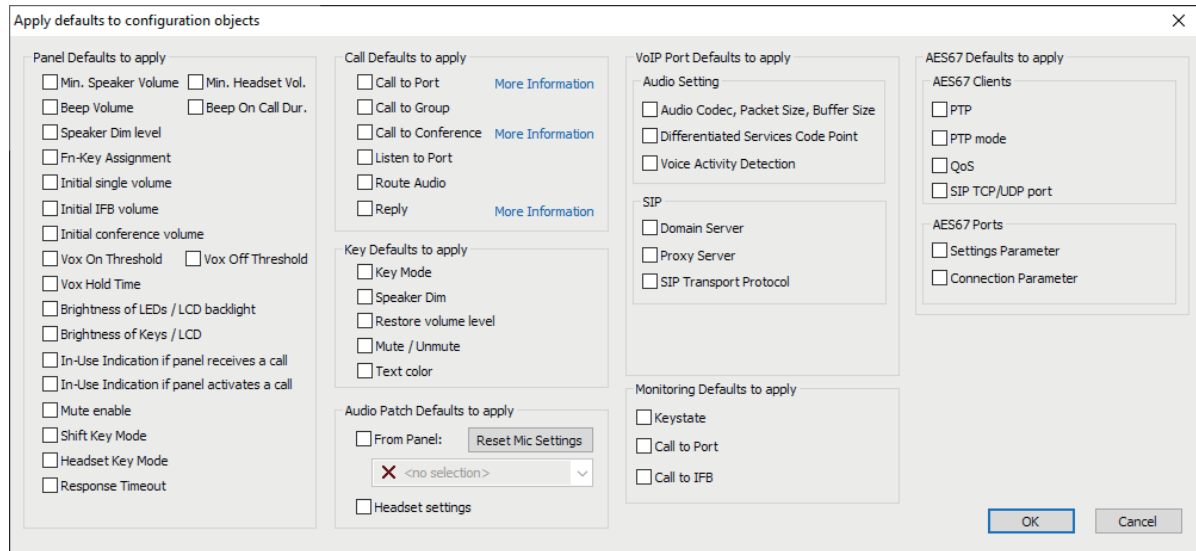 Apply defaults to configuration objects
Panel Defaults to apply
Min. Speaker Volume Min. Headset Vol.
Beep Volume Beep On Call Dur.
Speaker Dim level
Fn-Key Assignment
Initial single volume
Initial IFB volume
Initial conference volume
Vox On Threshold Vox Off Threshold
Vox Hold Time
Brightness of LEDs / LCD backlight
Brightness of Keys / LCD
In-Use Indication if panel receives a call
In-Use Indication if panel activates a call
Mute enable
Shift Key Mode
Headset Key Mode
Response Timeout
Call Defaults to apply
Call to Port More Information
Call to Group
Call to Conference More Information
Listen to Port
Route Audio
Reply More Information
Key Defaults to apply
Key Mode
Speaker Dim
Restore volume level
Mute / Unmute
Text color
Audio Patch Defaults to apply
From Panel: Reset Mic Settings
<no selection>
Headset settings
VoIP Port Defaults to apply
Audio Setting
Audio Codec, Packet Size, Buffer Size
Differentiated Services Code Point
Voice Activity Detection
SIP
Domain Server
Proxy Server
SIP Transport Protocol
Monitoring Defaults to apply
Keystate
Call to Port
Call to IFB
AES67 Defaults to apply
AES67 Clients
PTP
PTP mode
QoS
SIP TCP/UDP port
AES67 Ports
Settings Parameter
Connection Parameter
OK Cancel